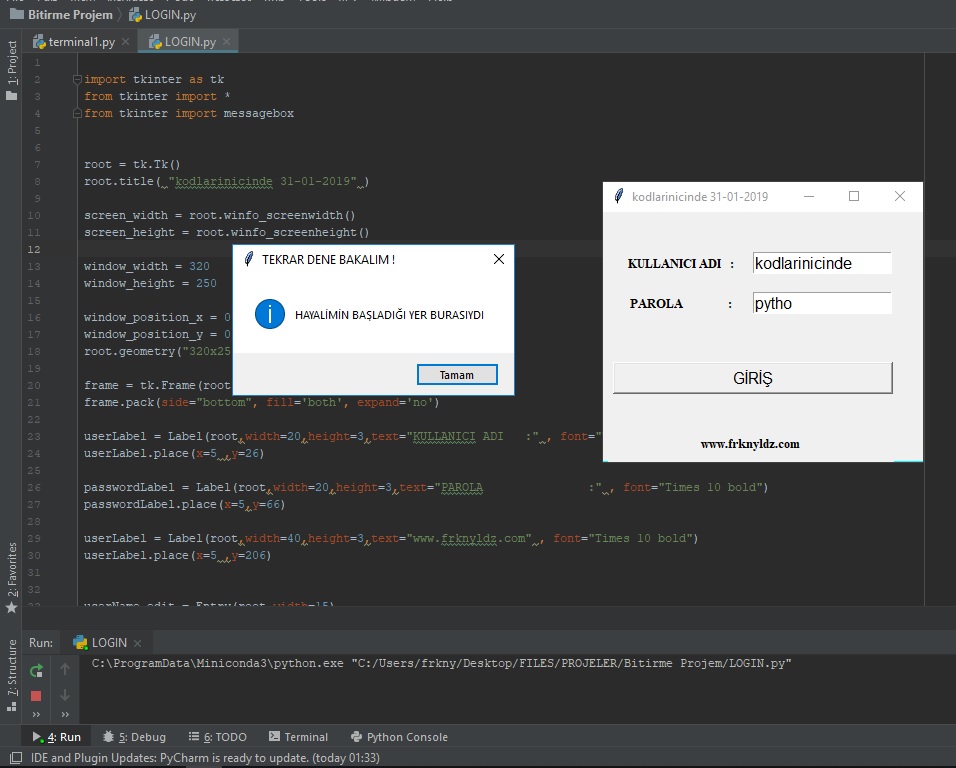 Bitirme Projem LOGIN.py
terminal1.py LOGIN.py
1: Project
1
2 import tkinter as tk
3 from tkinter import *
4 from tkinter import messagebox
5
6
7 root = tk.Tk()
8 root.title( "kodlarinicinde 31-01-2019" )
9
10 screen_width = root.winfo_screenwidth()
11 screen_height = root.winfo_screenheight()
12
13 window_width = 320
14 window_height = 250
15
16 window_position_x = 0
17 window_position_y = 0
18 root.geometry("320x25
19
20 frame = tk.Frame(root
21 frame.pack(side="bottom", fill='both', expand='no')
22
23 userLabel = Label(root,width=20,height=3,text="KULLANICI ADI   :" , font="
24 userLabel.place(x=5 ,y=26)
25
26 passwordLabel = Label(root,width=20,height=3,text="PAROLA               :" , font="Times 10 bold")
27 passwordLabel.place(x=5,y=66)
28
29 userLabel = Label(root,width=40,height=3,text="www.frknyldz.com" , font="Times 10 bold")
30 userLabel.place(x=5 ,y=206)
31
32
userName_edit = Entry(root,width=15)
TEKRAR DENE BAKALIM !
HAYALİMİN BAŞLADIĞI YER BURASIYDI
Tamam
kodlarinicinde 31-01-2019
KULLANICI ADI : kodlarinicinde
PAROLA : pytho
GİRİŞ
www.frknyldz.com
2: Favorites
7: Structure
Run: LOGIN
C:\ProgramData\Miniconda3\python.exe "C:/Users/frkny/Desktop/FILES/PROJELER/Bitirme Projem/LOGIN.py"
4: Run 5: Debug 6: TODO Terminal Python Console
IDE and Plugin Updates: PyCharm is ready to update. (today 01:33)